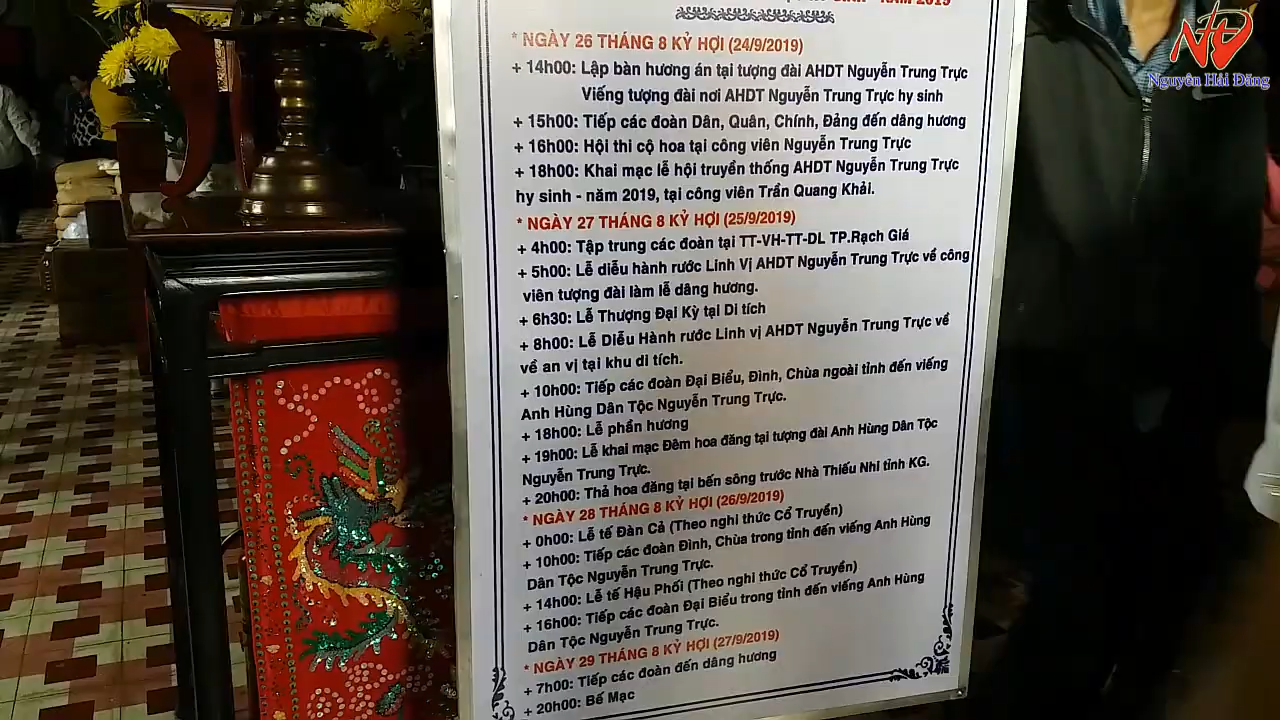 NĂM 2019
* NGÀY 26 THÁNG 8 KỶ HỢI (24/9/2019)
+ 14h00: Lập bàn hương án tại tượng đài AHDT Nguyễn Trung Trực
Viếng tượng đài nơi AHDT Nguyễn Trung Trực hy sinh
+ 15h00: Tiếp các đoàn Dân, Quân, Chính, Đảng đến dâng hương
+ 16h00: Hội thi cộ hoa tại công viên Nguyễn Trung Trực
+ 18h00: Khai mạc lễ hội truyền thống AHDT Nguyễn Trung Trực
hy sinh - năm 2019, tại công viên Trần Quang Khải.
* NGÀY 27 THÁNG 8 KỶ HỢI (25/9/2019)
+ 4h00: Tập trung các đoàn tại TT-VH-TT-DL TP.Rạch Giá
+ 5h00: Lễ diễu hành rước Linh Vị AHDT Nguyễn Trung Trực về công
viên tượng đài làm lễ dâng hương.
+ 6h30: Lễ Thượng Đại Kỳ tại Di tích
+ 8h00: Lễ Diễu Hành rước Linh vị AHDT Nguyễn Trung Trực về
về an vị tại khu di tích.
+ 10h00: Tiếp các đoàn Đại Biểu, Đình, Chùa ngoài tỉnh đến viếng
Anh Hùng Dân Tộc Nguyễn Trung Trực.
+ 18h00: Lễ phần hương
+ 19h00: Lễ khai mạc Đêm hoa đăng tại tượng đài Anh Hùng Dân Tộc
Nguyễn Trung Trực.
+ 20h00: Thả hoa đăng tại bến sông trước Nhà Thiếu Nhi tỉnh KG.
* NGÀY 28 THÁNG 8 KỶ HỢI (26/9/2019)
+ 0h00: Lễ tế Đàn Cả (Theo nghi thức Cổ Truyền)
+ 10h00: Tiếp các đoàn Đình, Chùa trong tỉnh đến viếng Anh Hùng
Dân Tộc Nguyễn Trung Trực.
+ 14h00: Lễ tế Hậu Phối (Theo nghi thức Cổ Truyền)
+ 16h00: Tiếp các đoàn Đại Biểu trong tỉnh đến viếng Anh Hùng
Dân Tộc Nguyễn Trung Trực.
* NGÀY 29 THÁNG 8 KỶ HỢI (27/9/2019)
+ 7h00: Tiếp các đoàn đến dâng hương
+ 20h00: Bế Mạc
Nguyễn Hải Đăng